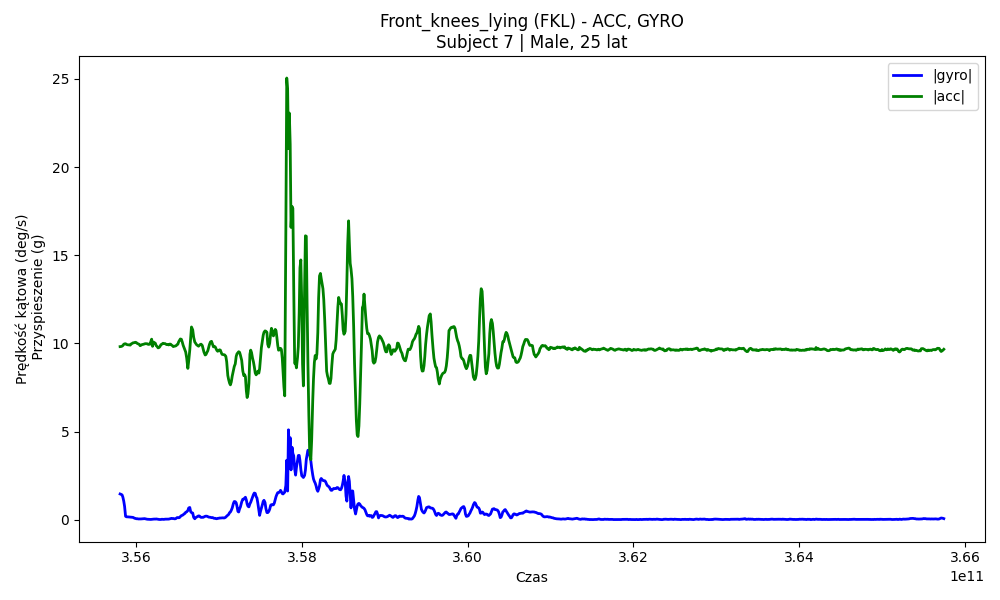 Front_knees_lying (FKL) - ACC, GYRO
Subject 7 | Male, 25 lat
|gyro|
|acc|
Prędkość kątowa (deg/s)
Przyspieszenie (g)
25
20
15
10
5
0
3.56
3.58
3.60
3.62
3.64
3.66
1e11
Czas